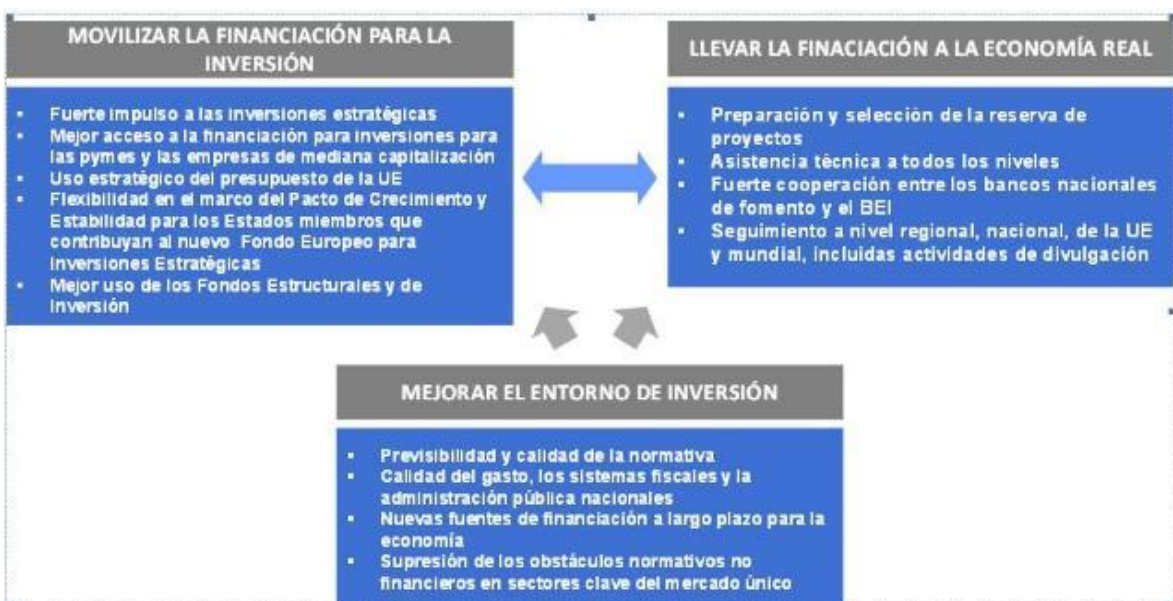 MOVILIZAR LA FINANCIACIÓN PARA LA
INVERSIÓN
▪ Fuerte impulso a las inversiones estratégicas
▪ Mejor acceso a la financiación para inversiones para
las pymes y las empresas de mediana capitalización
▪ Uso estratégico del presupuesto de la UE
▪ Flexibilidad en el marco del Pacto de Crecimiento y
Estabilidad para los Estados miembros que
contribuyan al nuevo Fondo Europeo para
Inversiones Estratégicas
▪ Mejor uso de los Fondos Estructurales y de
Inversión
LLEVAR LA FINACIACIÓN A LA ECONOMÍA REAL
▪ Preparación y selección de la reserva de
proyectos
▪ Asistencia técnica a todos los niveles
▪ Fuerte cooperación entre los bancos nacionales
de fomento y el BEI
▪ Seguimiento a nivel regional, nacional, de la UE
y mundial, incluidas actividades de divulgación
MEJORAR EL ENTORNO DE INVERSIÓN
▪ Previsibilidad y calidad de la normativa
▪ Calidad del gasto, los sistemas fiscales y la
administración pública nacionales
▪ Nuevas fuentes de financiación a largo plazo para la
economía
▪ Supresión de los obstáculos normativos no
financieros en sectores clave del mercado único